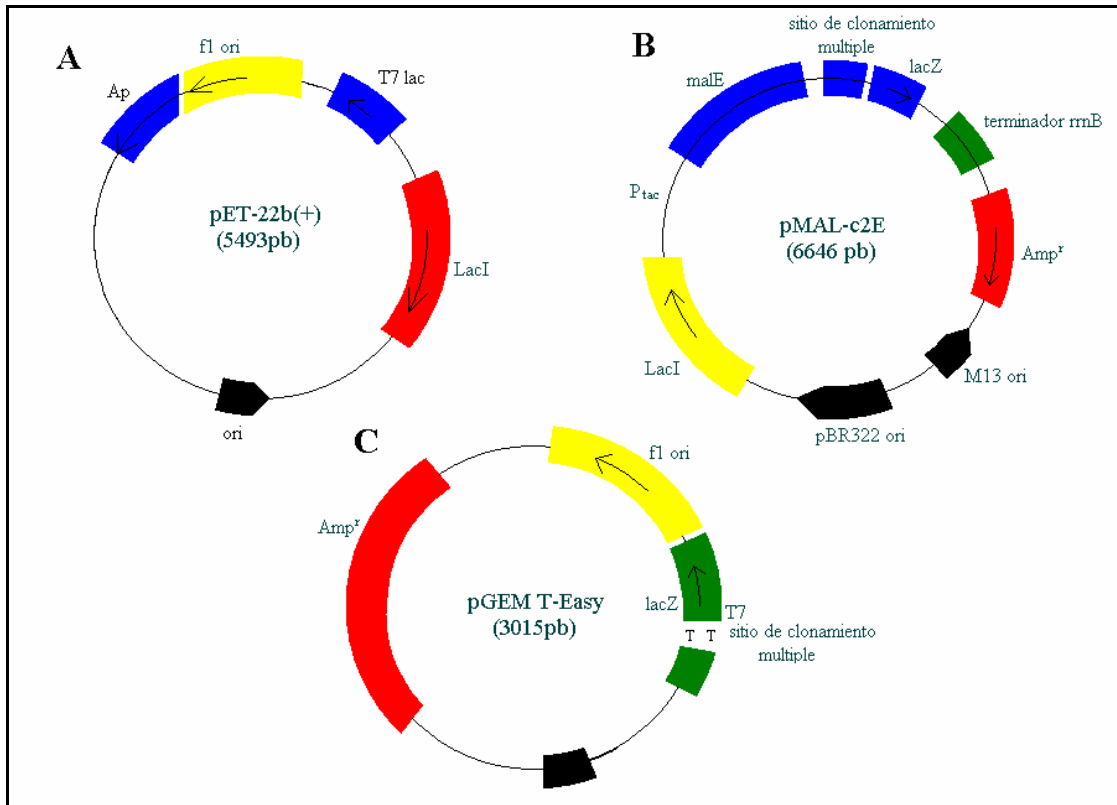 A
f1 ori
Ap
T7 lac
pET-22b(+)
(5493pb)
LacI
ori
B
sitio de clonamiento
multiple
malE
lacZ
terminador rrnB
Ptac
pMAL-c2E
(6646 pb)
Ampr
LacI
M13 ori
pBR322 ori
C
f1 ori
Ampr
pGEM T-Easy
(3015pb)
lacZ
T7
T T
sitio de clonamiento
multiple